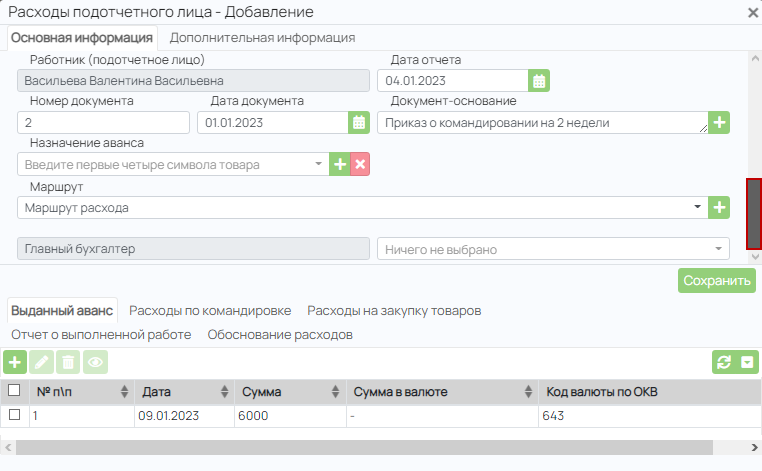 Расходы подотчетного лица - Добавление
Основная информация Дополнительная информация
Работник (подотчетное лицо) Дата отчета
Васильева Валентина Васильевна 04.01.2023
Номер документа Дата документа Документ-основание
2 01.01.2023 Приказ о командировании на 2 недели
Назначение аванса
Введите первые четыре символа товара
Маршрут
Маршрут расхода
Главный бухгалтер Ничего не выбрано
Сохранить
Выданный аванс Расходы по командировке Расходы на закупку товаров
Отчет о выполненной работе Обоснование расходов
№ п\п Дата Сумма Сумма в валюте Код валюты по ОКВ
1 09.01.2023 6000 - 643